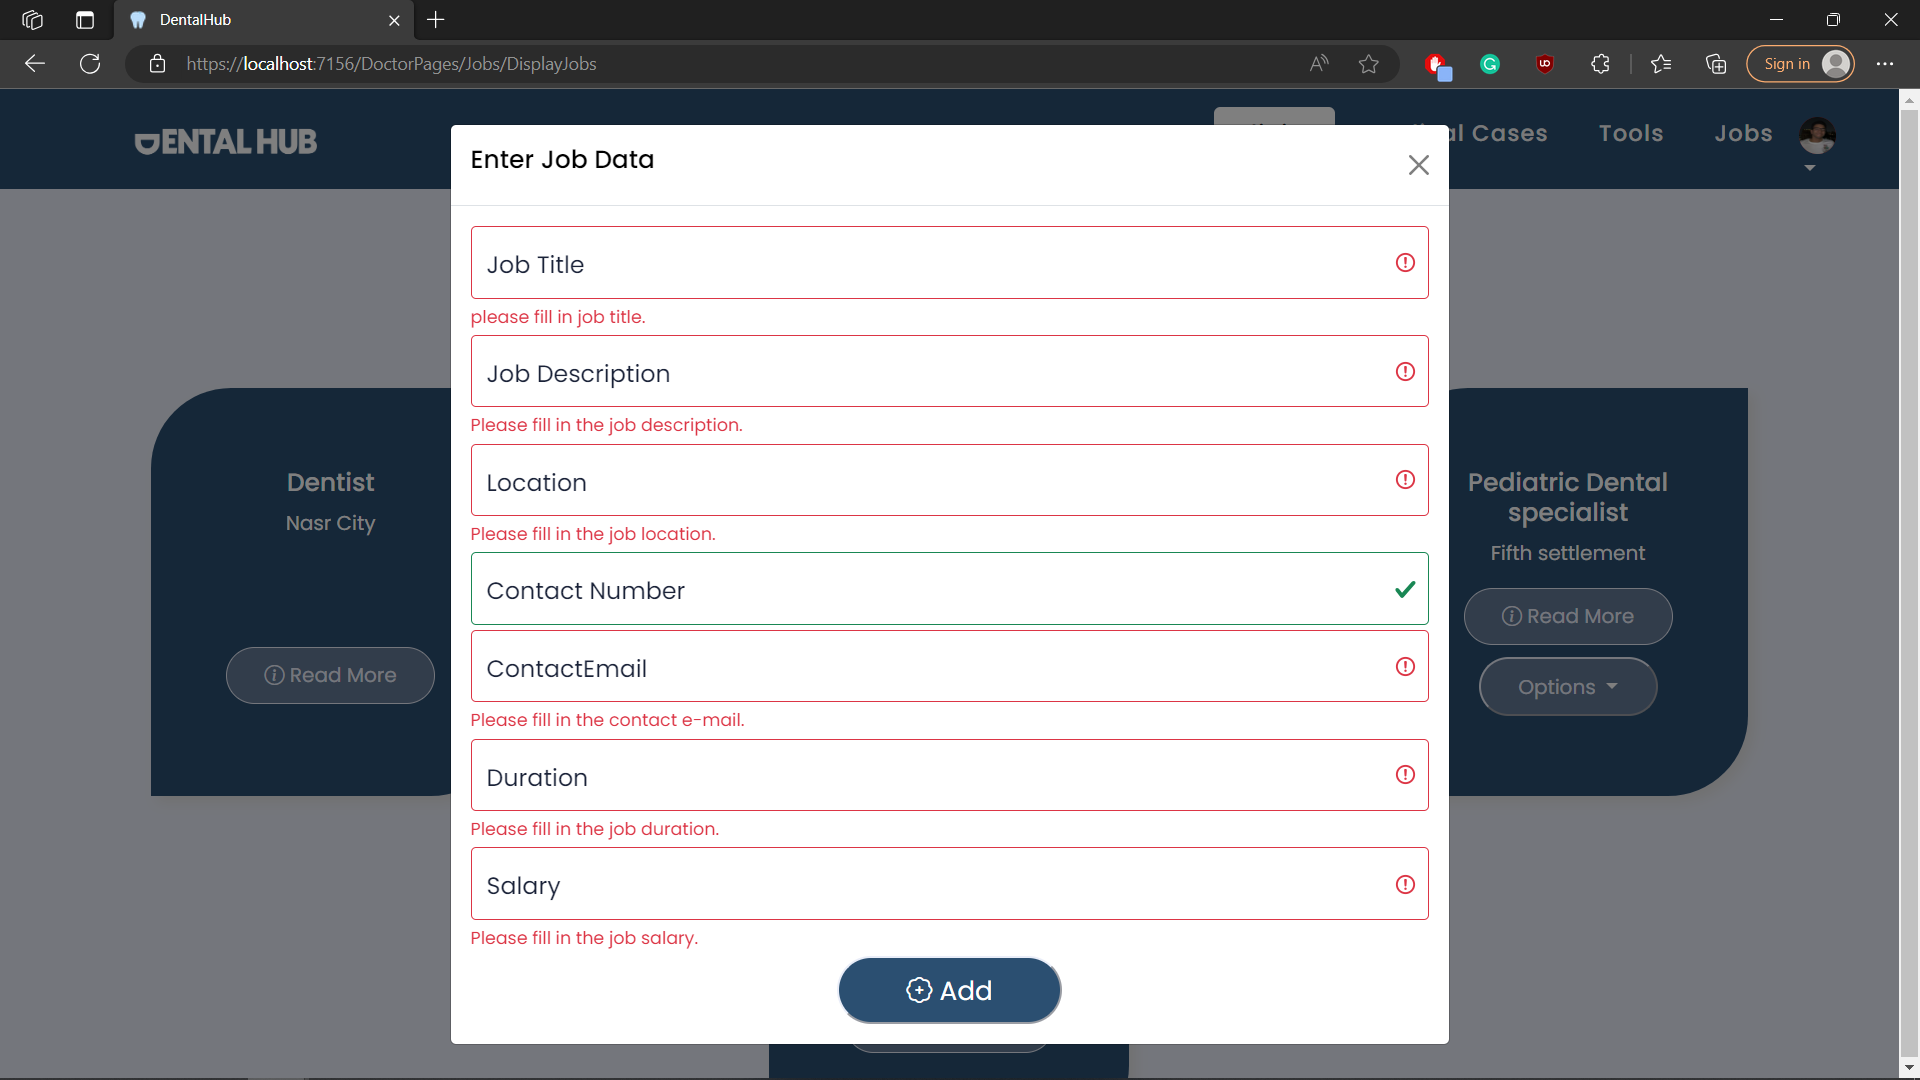 DentalHub
https://localhost:7156/DoctorPages/Jobs/DisplayJobs
Sign in
DENTAL HUB
Cases
Tools
Jobs
Enter Job Data
Job Title
please fill in job title.
Job Description
Please fill in the job description.
Location
Please fill in the job location.
Contact Number
ContactEmail
Please fill in the contact e-mail.
Duration
Please fill in the job duration.
Salary
Please fill in the job salary.
Add
Dentist
Nasr City
Read More
Pediatric Dental
specialist
Fifth settlement
Read More
Options